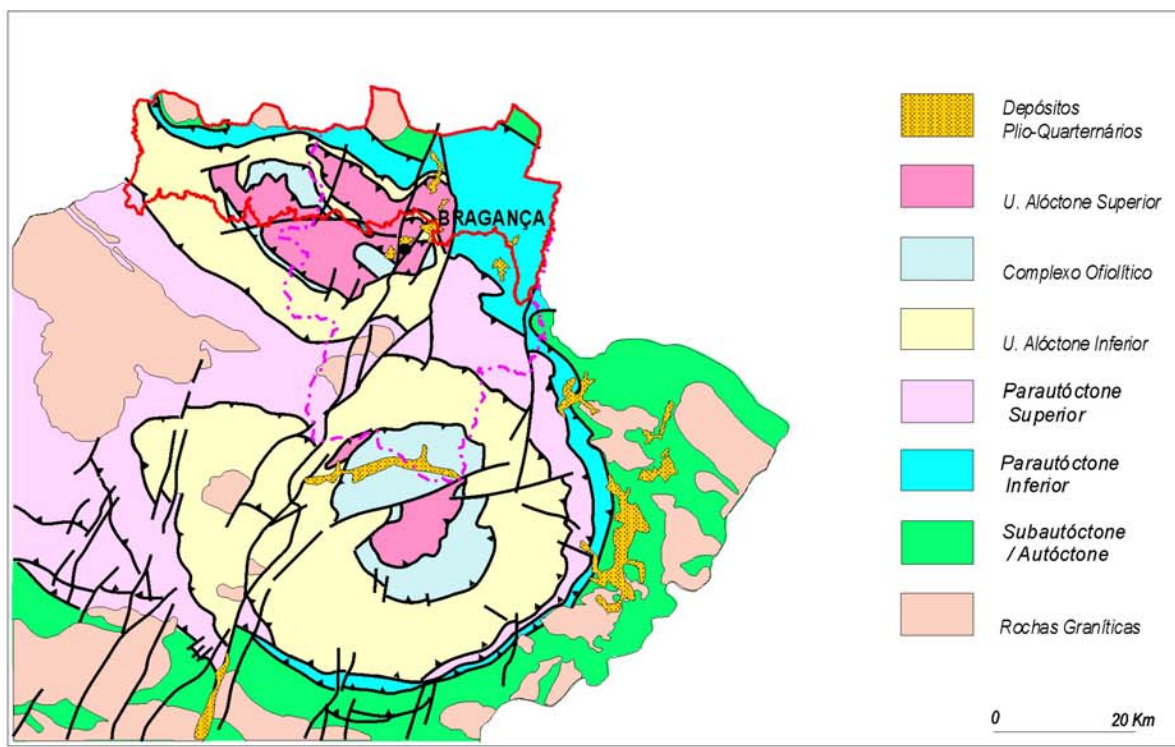 BRAGANÇA
Depósitos
Plio-Quarternários
U. Alóctone Superior
Complexo Ofiolítico
U. Alóctone Inferior
Parautóctone
Superior
Parautóctone
Inferior
Subautóctone
/ Autóctone
Rochas Graníticas
0 20 Km